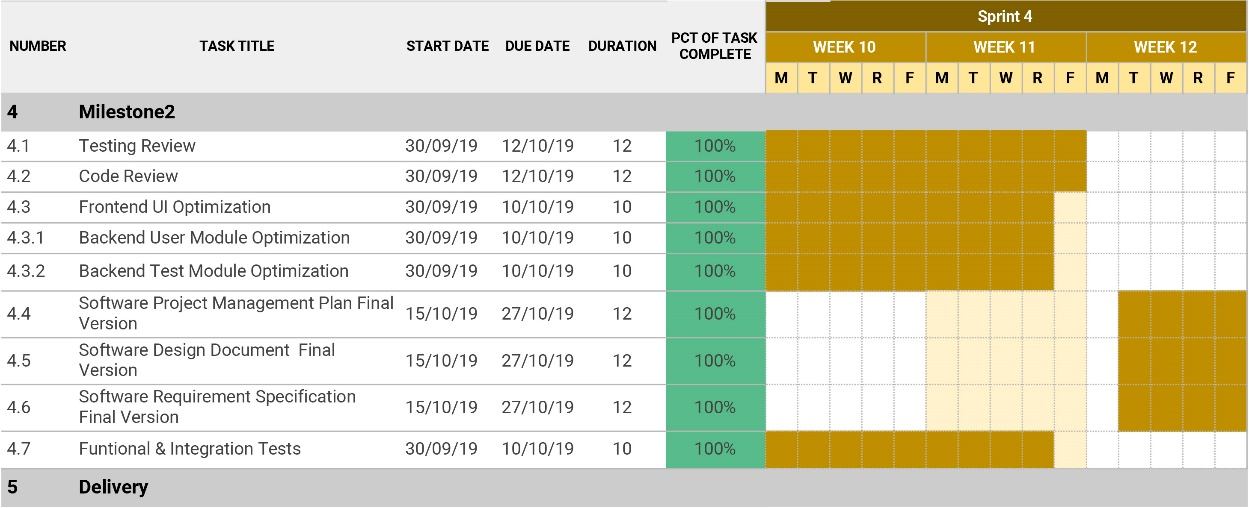 Sprint 4
NUMBER TASK TITLE START DATE DUE DATE DURATION PCT OF TASK COMPLETE WEEK 10 WEEK 11 WEEK 12
M T W R F M T W R F M T W R F
4 Milestone2
4.1 Testing Review 30/09/19 12/10/19 12 100%
4.2 Code Review 30/09/19 12/10/19 12 100%
4.3 Frontend UI Optimization 30/09/19 10/10/19 10 100%
4.3.1 Backend User Module Optimization 30/09/19 10/10/19 10 100%
4.3.2 Backend Test Module Optimization 30/09/19 10/10/19 10 100%
4.4 Software Project Management Plan Final
Version 15/10/19 27/10/19 12 100%
4.5 Software Design Document Final
Version 15/10/19 27/10/19 12 100%
4.6 Software Requirement Specification
Final Version 15/10/19 27/10/19 12 100%
4.7 Funtional & Integration Tests 30/09/19 10/10/19 10 100%
5 Delivery